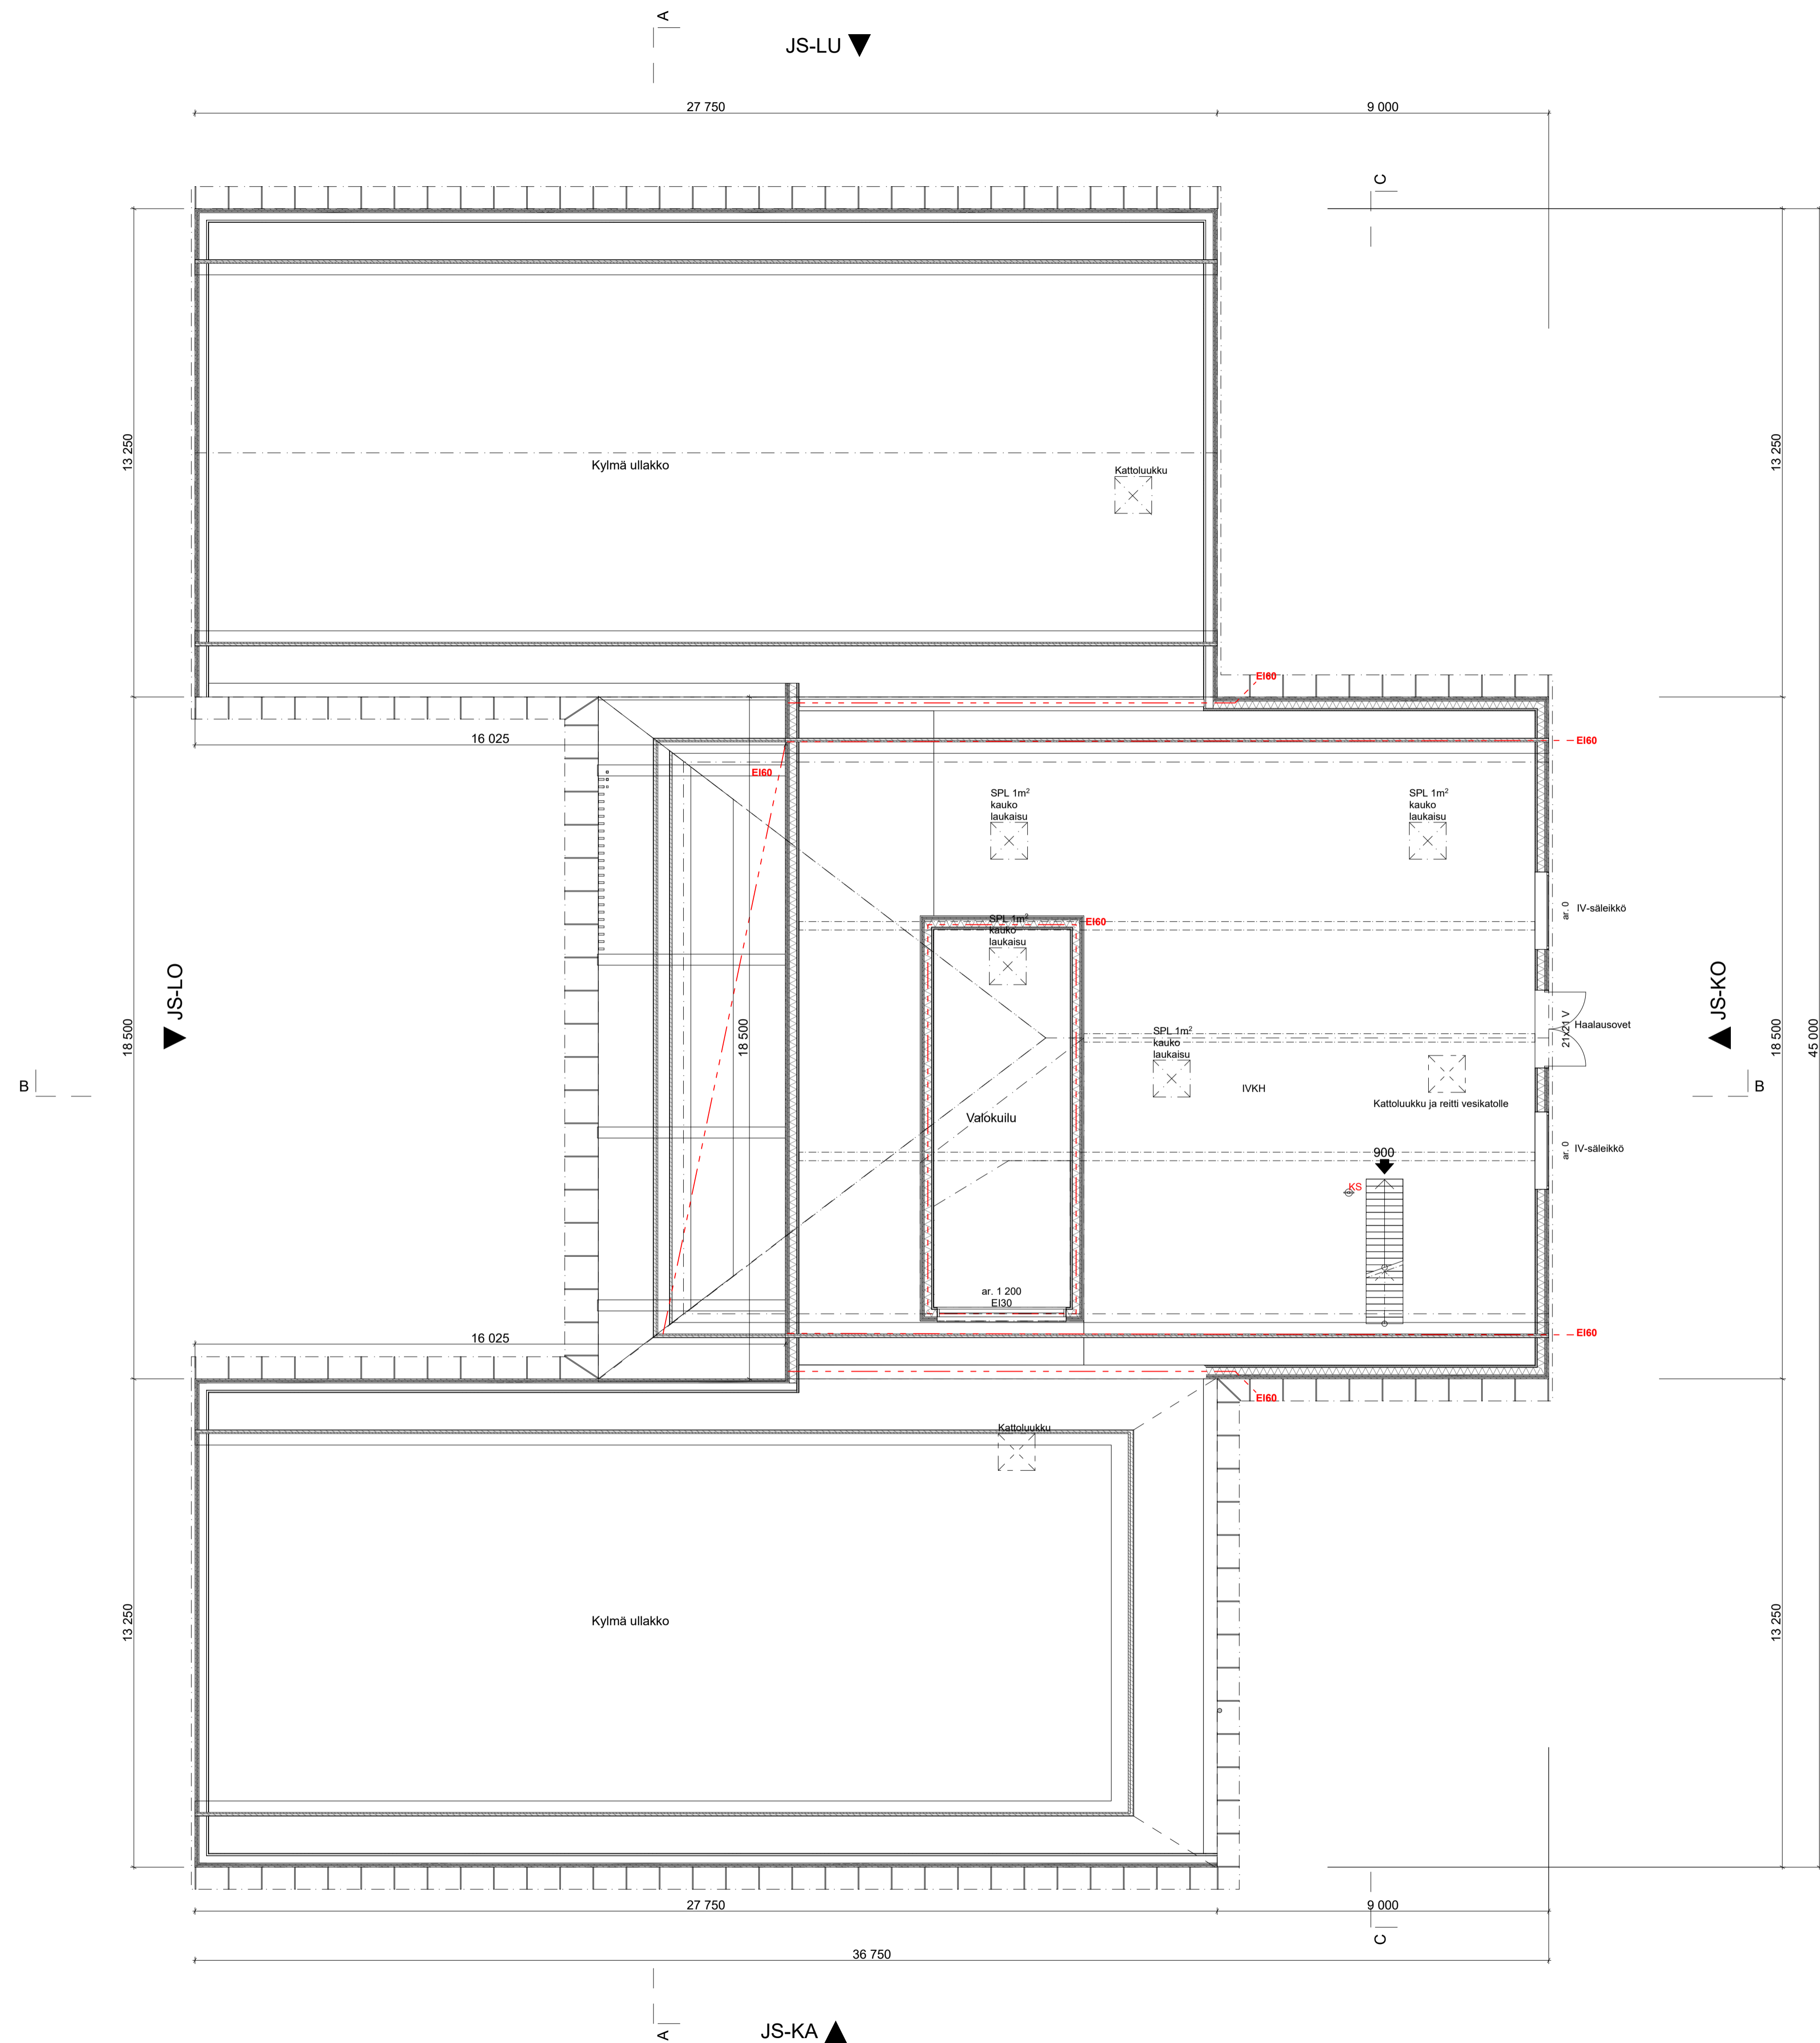 A
JS-LU
27 750
9 000
C
13 250
13 250
Kylmä ullakko
Kattoluukku
EI60
16 025
EI60
EI60
SPL 1m²
kauko
laukaisu
SPL 1m²
kauko
laukaisu
SPL 1m²
kauko
laukaisu
EI60
ar. 0
IV-säleikkö
JS-LO
JS-KO
18 500
18 500
18 500
45 000
21x21 V
Haalausovet
SPL 1m²
kauko
laukaisu
B
B
IVKH
Kattoluukku ja reitti vesikatolle
Valokuilu
900
ar. 0
IV-säleikkö
KS
ar. 1 200
EI30
16 025
EI60
EI60
Kattoluukku
13 250
13 250
Kylmä ullakko
27 750
9 000
C
36 750
A
JS-KA